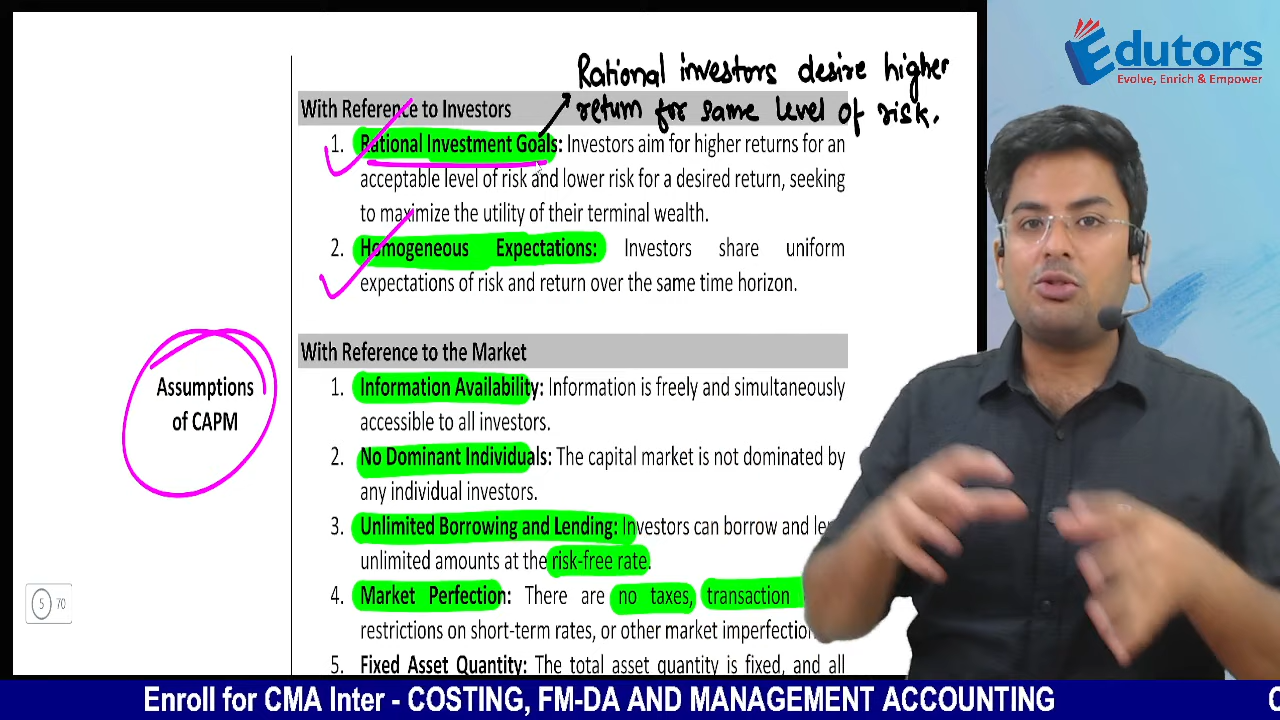 Edutors
Evolve, Enrich & Empower
Rational investors desire higher
return for same level of risk.
With Reference to Investors
1. Rational Investment Goals: Investors aim for higher returns for an
acceptable level of risk and lower risk for a desired return, seeking
to maximize the utility of their terminal wealth.
2. Homogeneous Expectations: Investors share uniform
expectations of risk and return over the same time horizon.
Assumptions
of CAPM
With Reference to the Market
1. Information Availability: Information is freely and simultaneously
accessible to all investors.
2. No Dominant Individuals: The capital market is not dominated by
any individual investors.
3. Unlimited Borrowing and Lending: Investors can borrow and
unlimited amounts at the risk-free rate.
4. Market Perfection: There are no taxes, transaction
restrictions on short-term rates, or other market
5. Fixed Asset Quantity: The total asset quantity is fixed, and all
5 70
Enroll for CMA Inter - COSTING, FM-DA AND MANAGEMENT ACCOUNTING